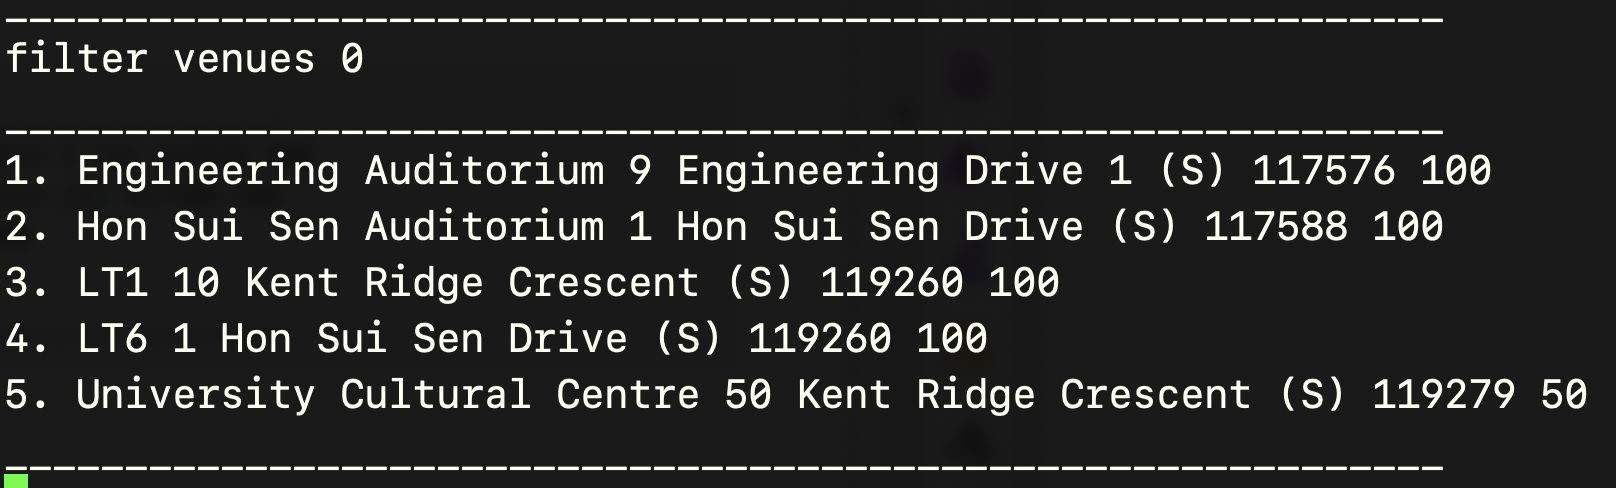 ____________________________________________________________
filter venues 0
____________________________________________________________
1. Engineering Auditorium 9 Engineering Drive 1 (S) 117576 100
2. Hon Sui Sen Auditorium 1 Hon Sui Sen Drive (S) 117588 100
3. LT1 10 Kent Ridge Crescent (S) 119260 100
4. LT6 1 Hon Sui Sen Drive (S) 119260 100
5. University Cultural Centre 50 Kent Ridge Crescent (S) 119279 50
____________________________________________________________